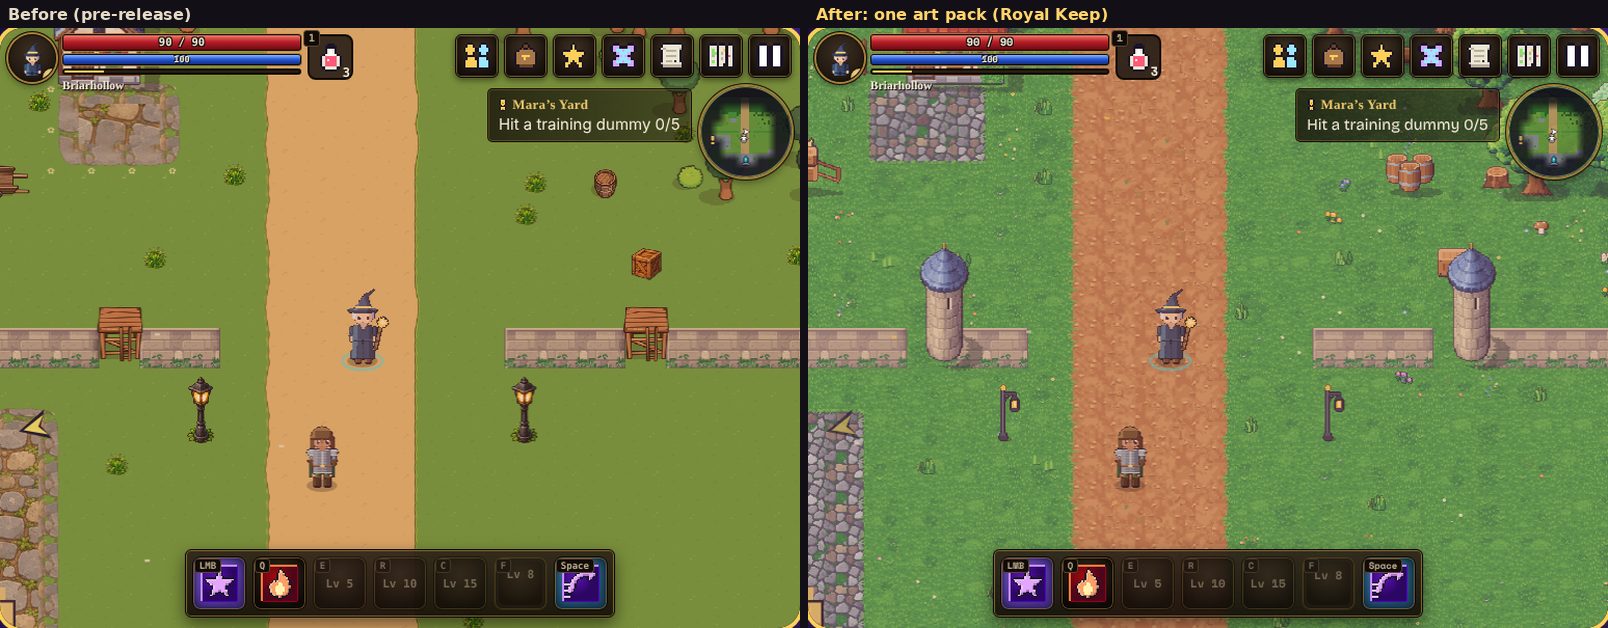 Before (pre-release)
90 / 90
100
1
3
Briarhollow
Mara's Yard
Hit a training dummy 0/5
LMB
Q
E
Lv 5
R
Lv 10
C
Lv 15
F
Lv 8
Space
After: one art pack (Royal Keep)
90 / 90
100
1
3
Briarhollow
Mara's Yard
Hit a training dummy 0/5
LMB
Q
E
Lv 5
R
Lv 10
C
Lv 15
F
Lv 8
Space